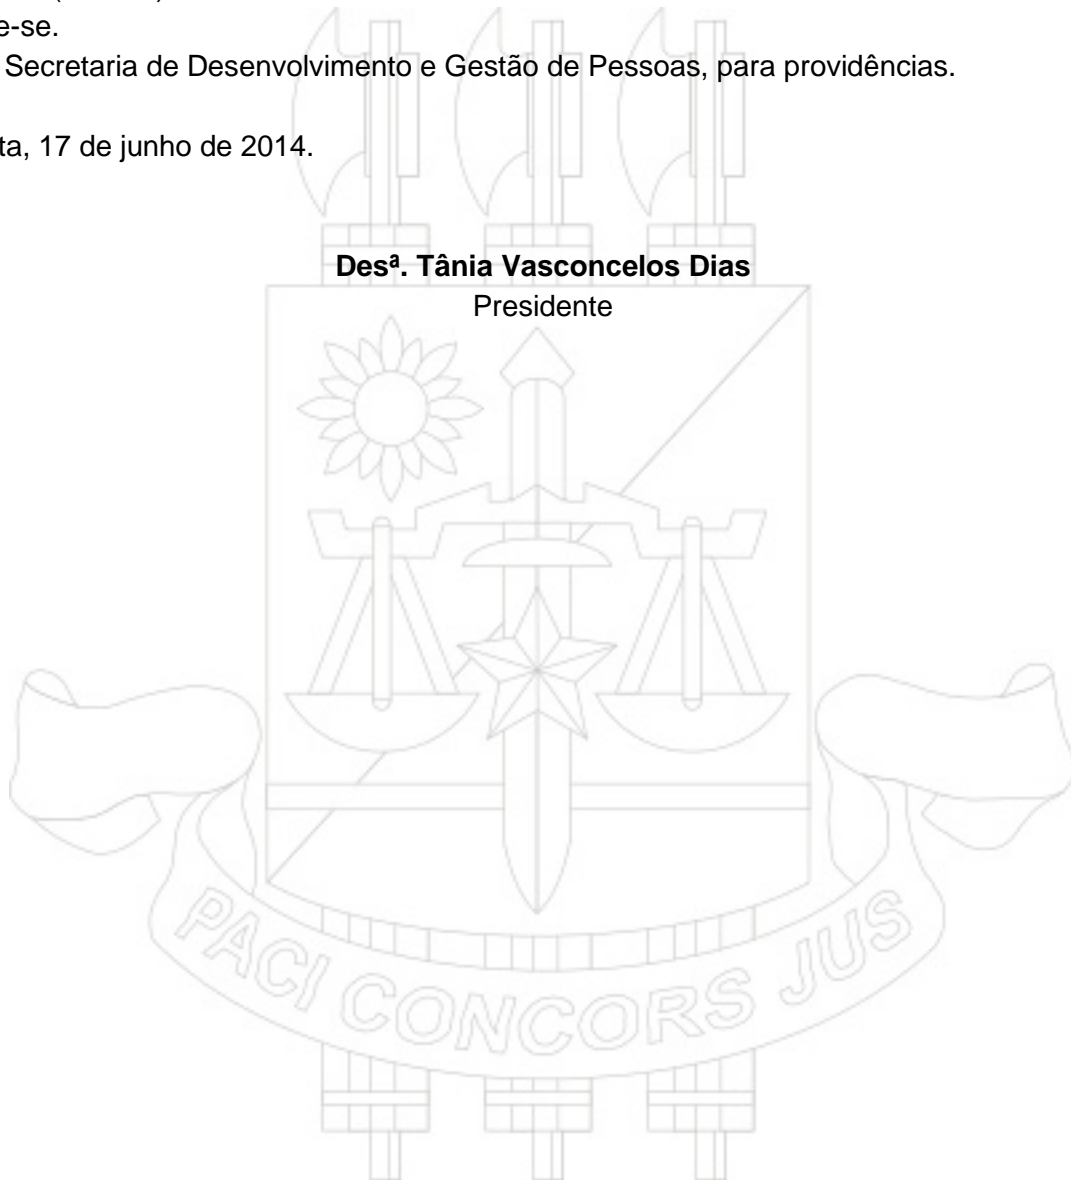 e-se.
Secretaria de Desenvolvimento e Gestão de Pessoas, para providências.
ta, 17 de junho de 2014.
Desª. Tânia Vasconcelos Dias
Presidente
PACI CONCORS JUS